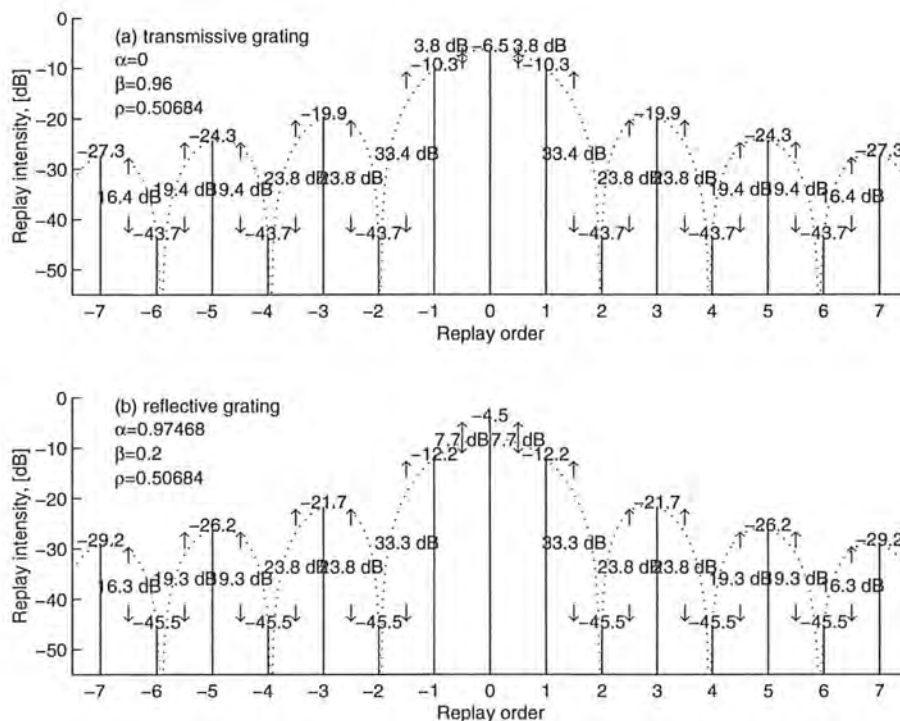 0
(a) transmissive grating
3.8 dB −6.5 3.8 dB
α=0
−10
−10.3 −10.3
β=0.96
ρ=0.50684
−19.9 −19.9
−20
−24.3 −24.3
−27.3 33.4 dB 33.4 dB −27.3
−30
23.8 dB 23.8 dB 23.8 dB 23.8 dB
16.4 dB 19.4 dB 19.4 dB 19.4 dB 19.4 dB 16.4 dB
−40
−43.7 −43.7 −43.7 −43.7 −43.7 −43.7
−50
Replay intensity, [dB]
−7 −6 −5 −4 −3 −2 −1 0 1 2 3 4 5 6 7
Replay order
0
(b) reflective grating
−4.5
α=0.97468
7.7 dB 7.7 dB
−10
−12.2 −12.2
β=0.2
ρ=0.50684
−20
−21.7 −21.7
−26.2 −26.2
−29.2 33.3 dB 33.3 dB −29.2
−30
23.8 dB 23.8 dB 23.8 dB 23.8 dB
16.3 dB 19.3 dB 19.3 dB 19.3 dB 19.3 dB 16.3 dB
−40
−45.5 −45.5 −45.5 −45.5 −45.5 −45.5
−50
Replay intensity, [dB]
−7 −6 −5 −4 −3 −2 −1 0 1 2 3 4 5 6 7
Replay order